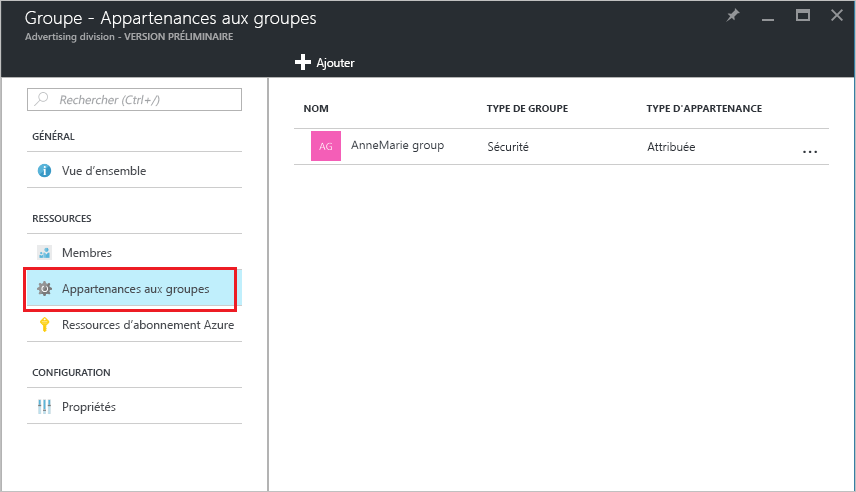 Groupe - Appartenances aux groupes
Advertising division - VERSION PRÉLIMINAIRE
Ajouter
Rechercher (Ctrl+/)
GÉNÉRAL
Vue d’ensemble
RESSOURCES
Membres
Appartenances aux groupes
Ressources d’abonnement Azure
CONFIGURATION
Propriétés
NOM TYPE DE GROUPE TYPE D'APPARTENANCE
AG AnneMarie group Sécurité Attribuée ...